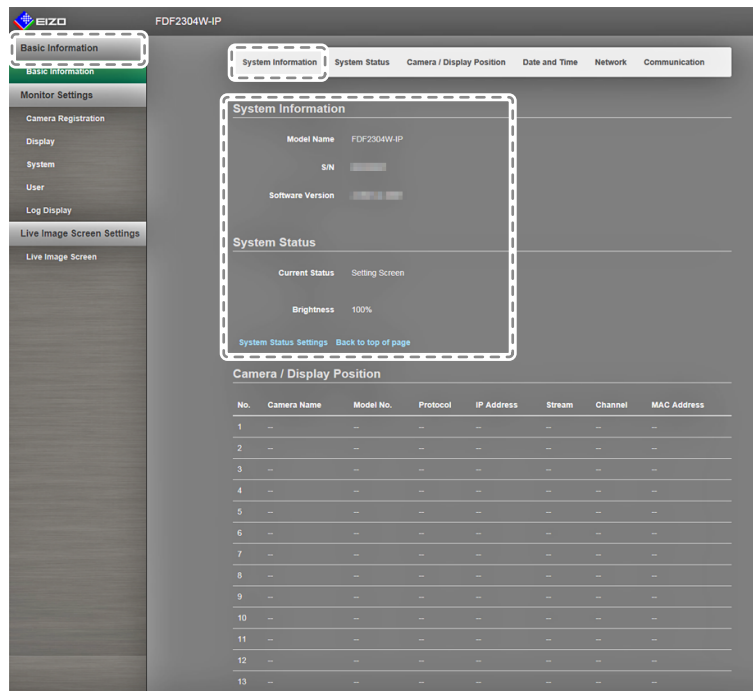 EIZO FDF2304W-IP
Basic Information
Basic Information
Monitor Settings
Camera Registration
Display
System
User
Log Display
Live Image Screen Settings
Live Image Screen
System Information System Status Camera / Display Position Date and Time Network Communication
System Information
Model Name FDF2304W-IP
S/N
Software Version
System Status
Current Status Setting Screen
Brightness 100%
System Status Settings Back to top of page
Camera / Display Position
No. Camera Name Model No. Protocol IP Address Stream Channel MAC Address
1 -- -- -- -- -- -- --
2 -- -- -- -- -- -- --
3 -- -- -- -- -- -- --
4 -- -- -- -- -- -- --
5 -- -- -- -- -- -- --
6 -- -- -- -- -- -- --
7 -- -- -- -- -- -- --
8 -- -- -- -- -- -- --
9 -- -- -- -- -- -- --
10 -- -- -- -- -- -- --
11 -- -- -- -- -- -- --
12 -- -- -- -- -- -- --
13 -- -- -- -- -- -- --